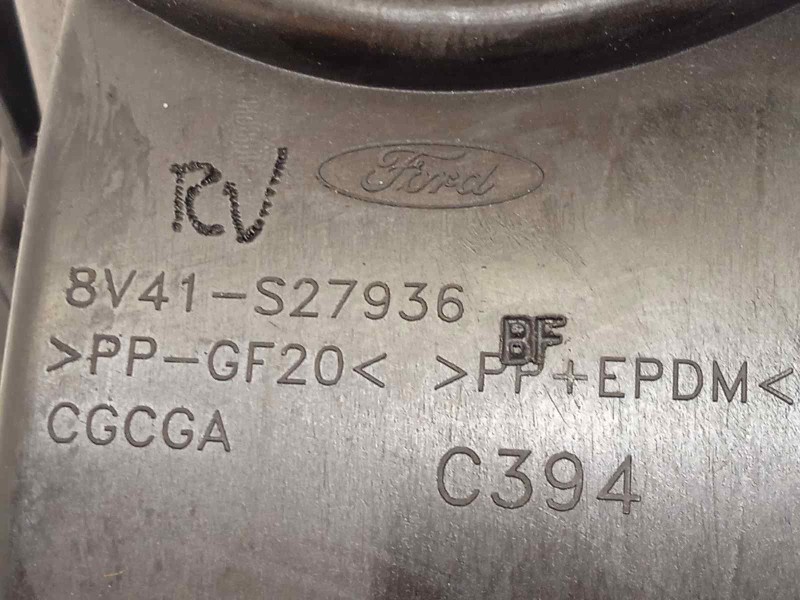 RV
Ford
8V41-S27936
BF
>PP-GF20< >PP+EPDM<
CGCGA
C394